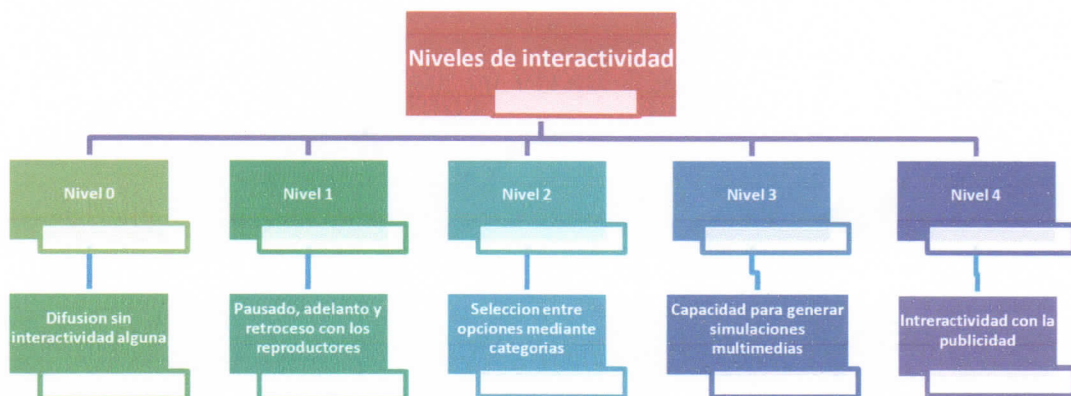 Niveles de interactividad
Nivel 0
Nivel 1
Nivel 2
Nivel 3
Nivel 4
Difusion sin
interactividad alguna
Pausado, adelanto y
retroceso con los
reproductores
Seleccion entre
opciones mediante
categorias
Capacidad para generar
simulaciones
multimedias
Intreractividad con la
publicidad